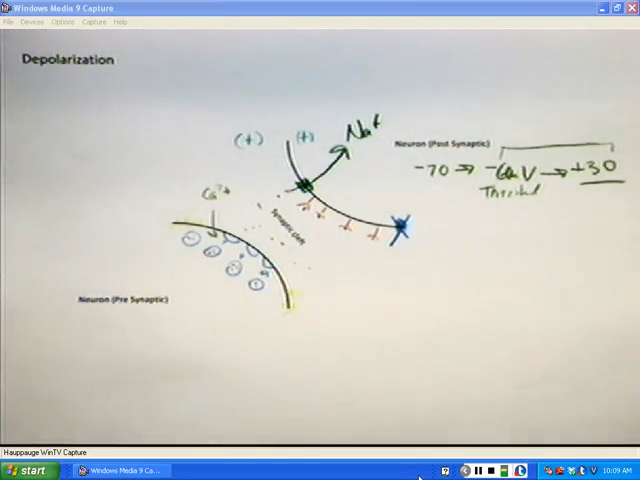 Windows Media 9 Capture
File Devices Options Capture Help
Depolarization
(+) (+) Na+
Neuron (Post Synaptic)
-70 → → +30
Ca2+
Synaptic cleft
Neuron (Pre Synaptic)
Hauppauge WinTV Capture
start Windows Media 9 Ca... 10:09 AM